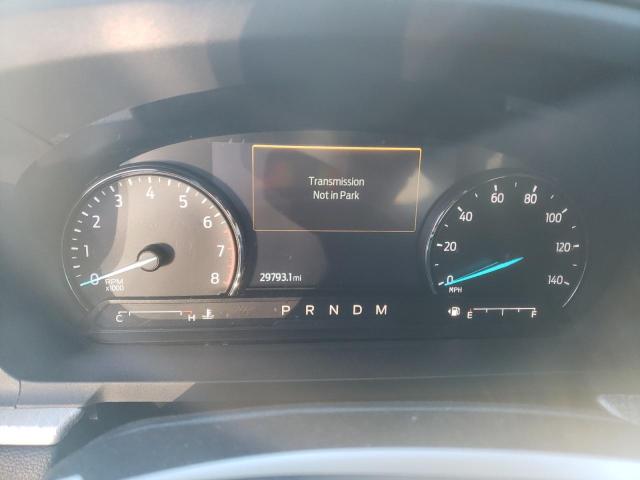 Transmission
Not in Park
0 1 2 3 4 5 6 7 8
RPM
x1000
29793.1 mi
0 20 40 60 80 100 120 140
MPH
C H
P R N D M
E F